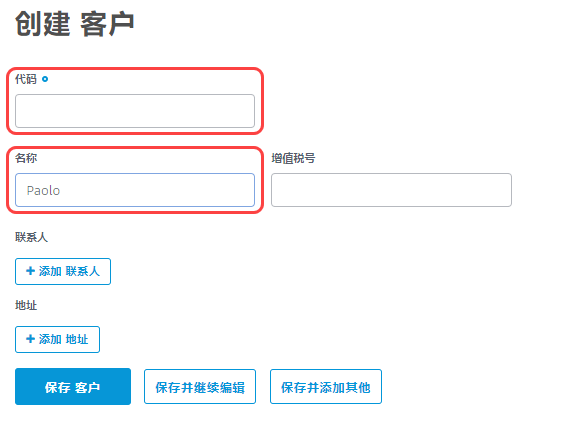 创建 客户
代码
名称 增值税号
Paolo
联系人
+ 添加 联系人
地址
+ 添加 地址
保存 客户 保存并继续编辑 保存并添加其他